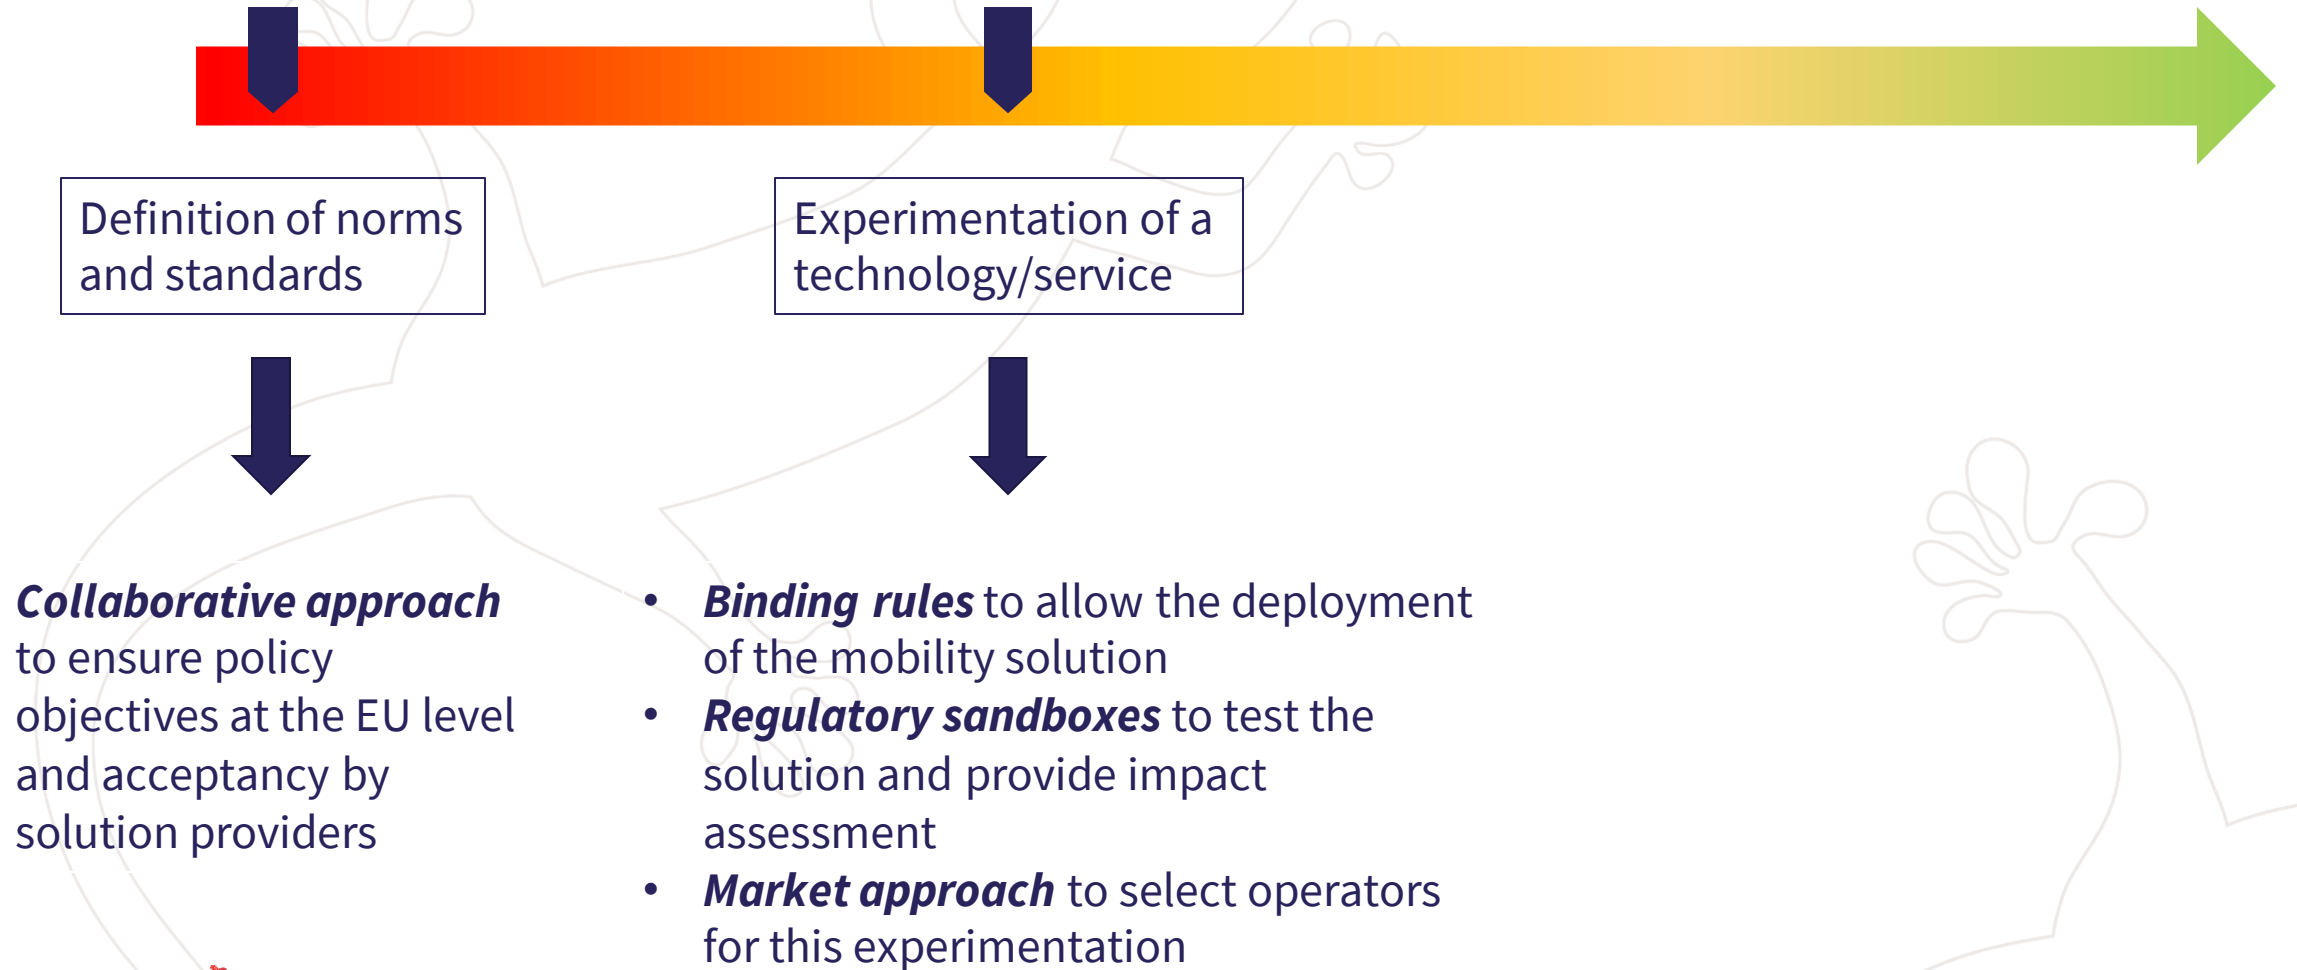 Definition of norms
and standards
Experimentation of a
technology/service
Collaborative approach
to ensure policy
objectives at the EU level
and acceptancy by
solution providers
• Binding rules to allow the deployment
of the mobility solution
• Regulatory sandboxes to test the
solution and provide impact
assessment
• Market approach to select operators
for this experimentation